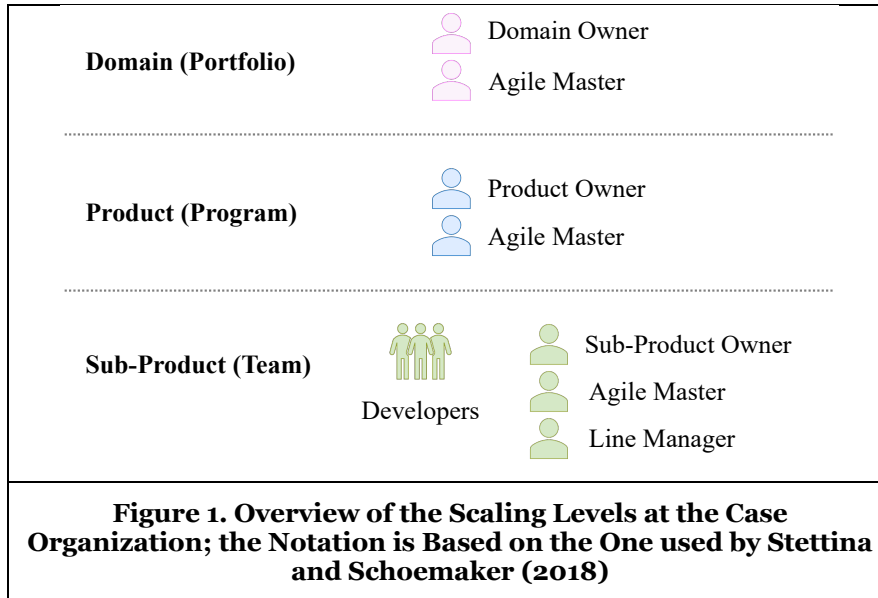 Domain (Portfolio)
Domain Owner
Agile Master
Product (Program)
Product Owner
Agile Master
Sub-Product (Team)
Developers
Sub-Product Owner
Agile Master
Line Manager
Figure 1. Overview of the Scaling Levels at the Case
Organization; the Notation is Based on the One used by Stettina
and Schoemaker (2018)